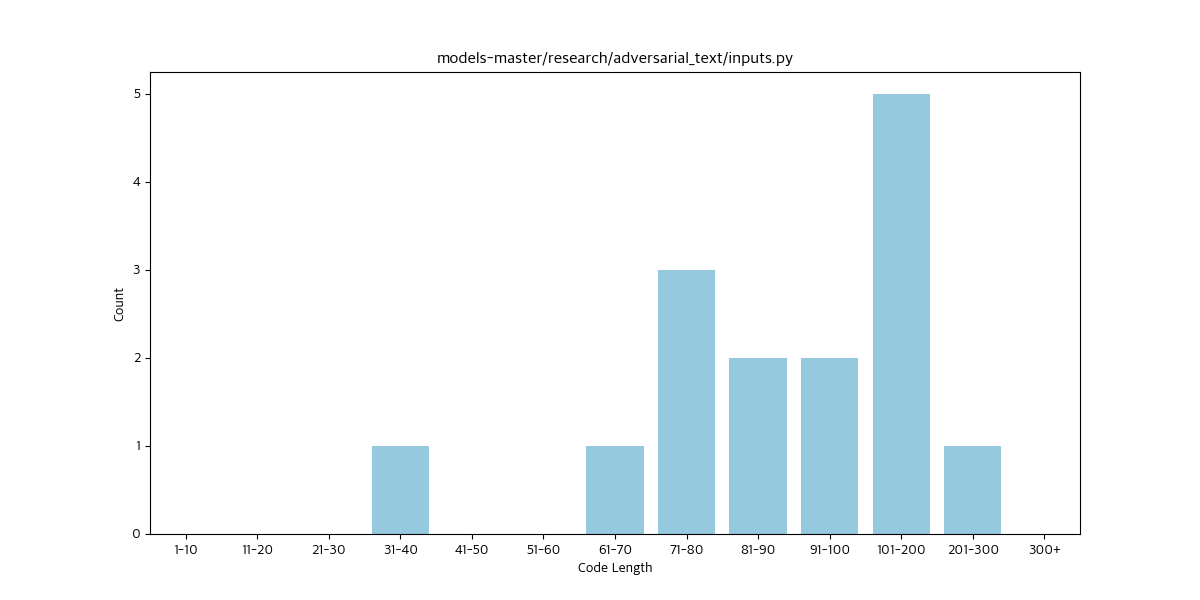 models-master/research/adversarial_text/inputs.py
5
4
3
2
1
0
Count
1-10 11-20 21-30 31-40 41-50 51-60 61-70 71-80 81-90 91-100 101-200 201-300 300+
Code Length